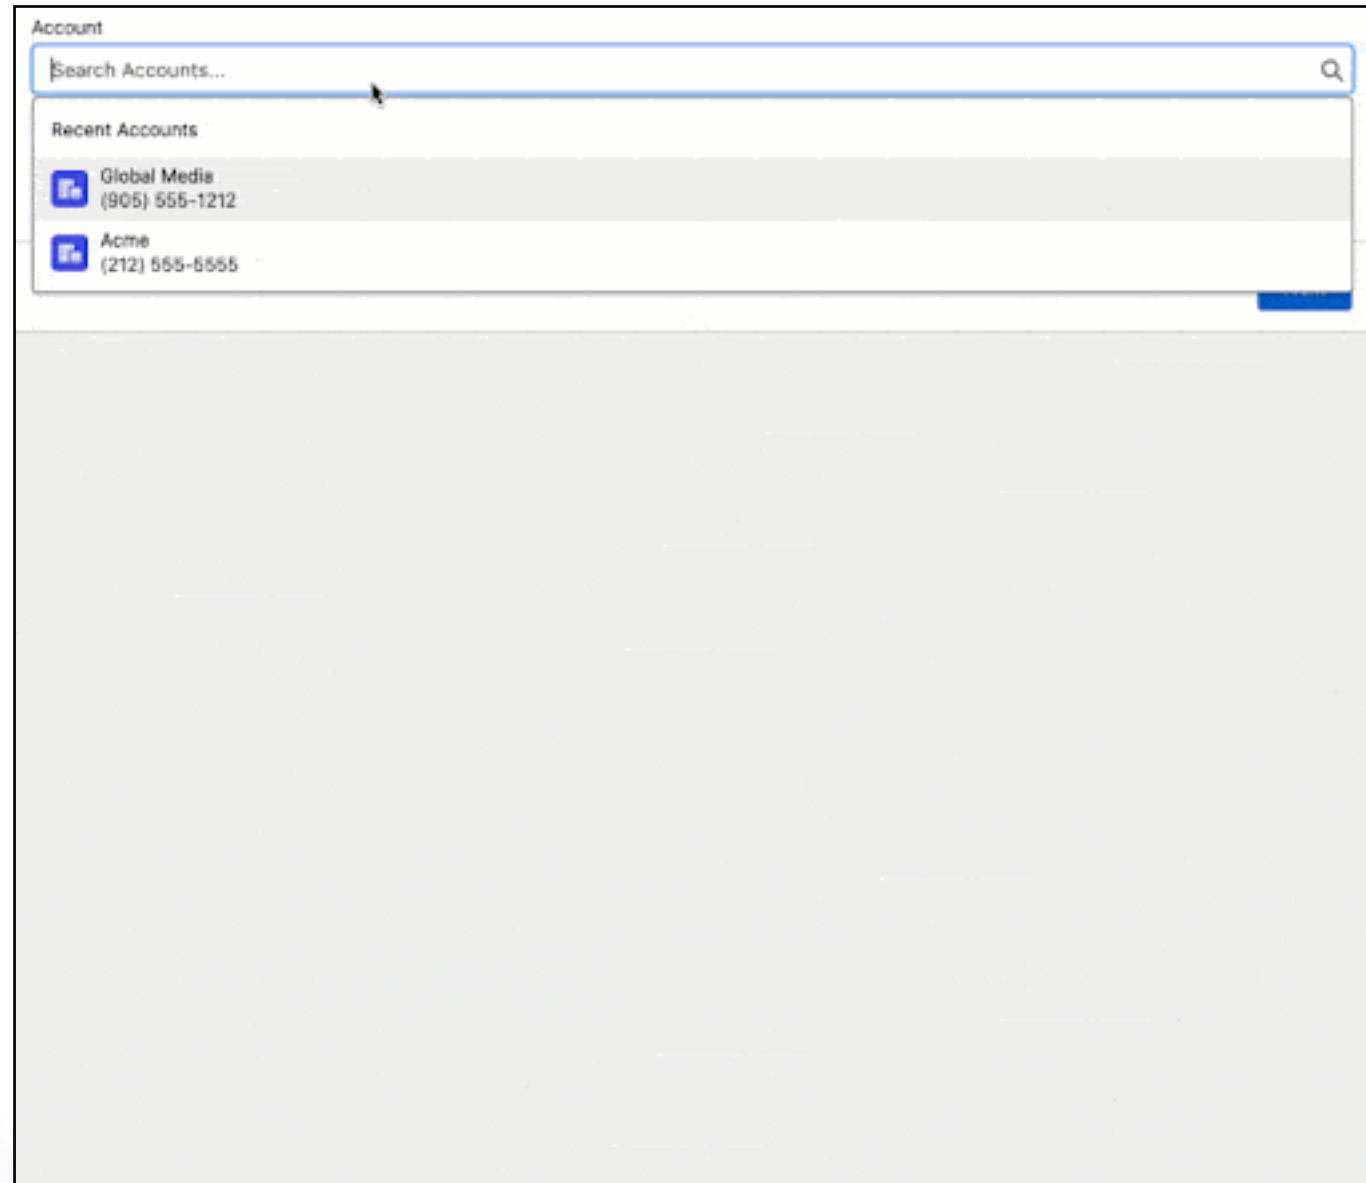 Account
Search Accounts...
Recent Accounts
Global Media
(905) 555-1212
Acme
(212) 555-5555